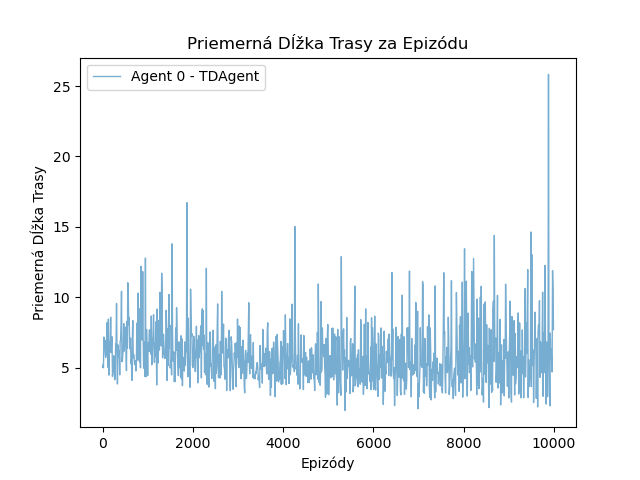 Priemerná Dĺžka Trasy za Epizódu
Agent 0 - TDAgent
Priemerná Dĺžka Trasy
25
20
15
10
5
0
2000
4000
6000
8000
10000
Epizódy